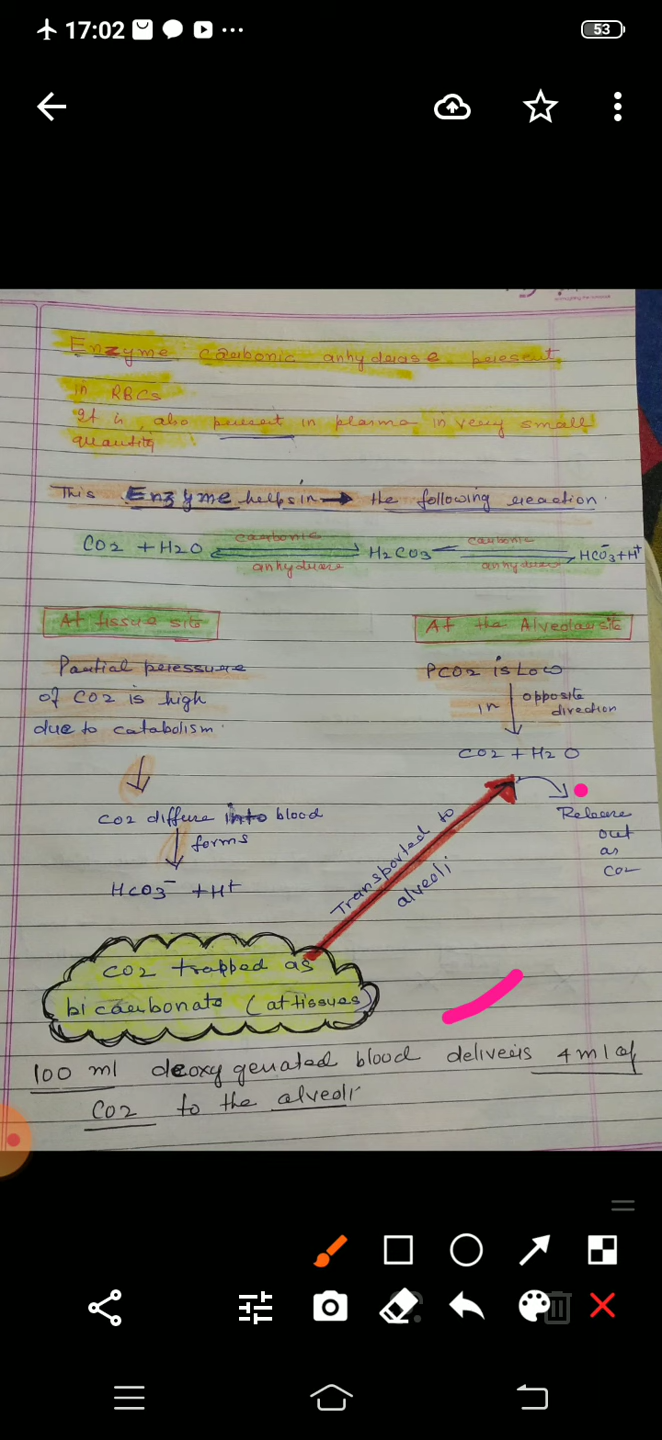 17:02
53
Enzyme carbonic anhydrase present
in RBCs
It is, also present in plasma in very small
quantity
This Enzyme helps in → the following reaction.
CO2 + H2O ⇌ H2CO3 ⇌ HCO3⁻ + H⁺
carbonic anhydrase
carbonic anhydrase
At tissue site
Partial pressure
of CO2 is high
due to catabolism.
CO2 diffuse into blood
forms
HCO3⁻ + H⁺
CO2 trapped as
bicarbonate (at tissues)
At the Alveolar site
PCO2 is Low
in opposite
direction
CO2 + H2O
Release
out
as
CO2
Transported to
alveoli
100 ml deoxygenated blood delivers 4 ml of
CO2 to the alveoli